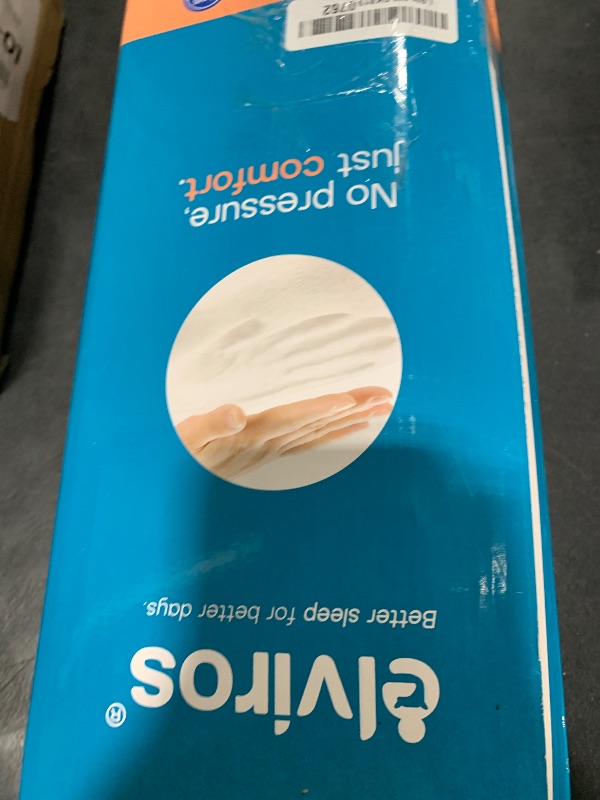 elviros®
Better sleep for better days.
No pressure,
just comfort.